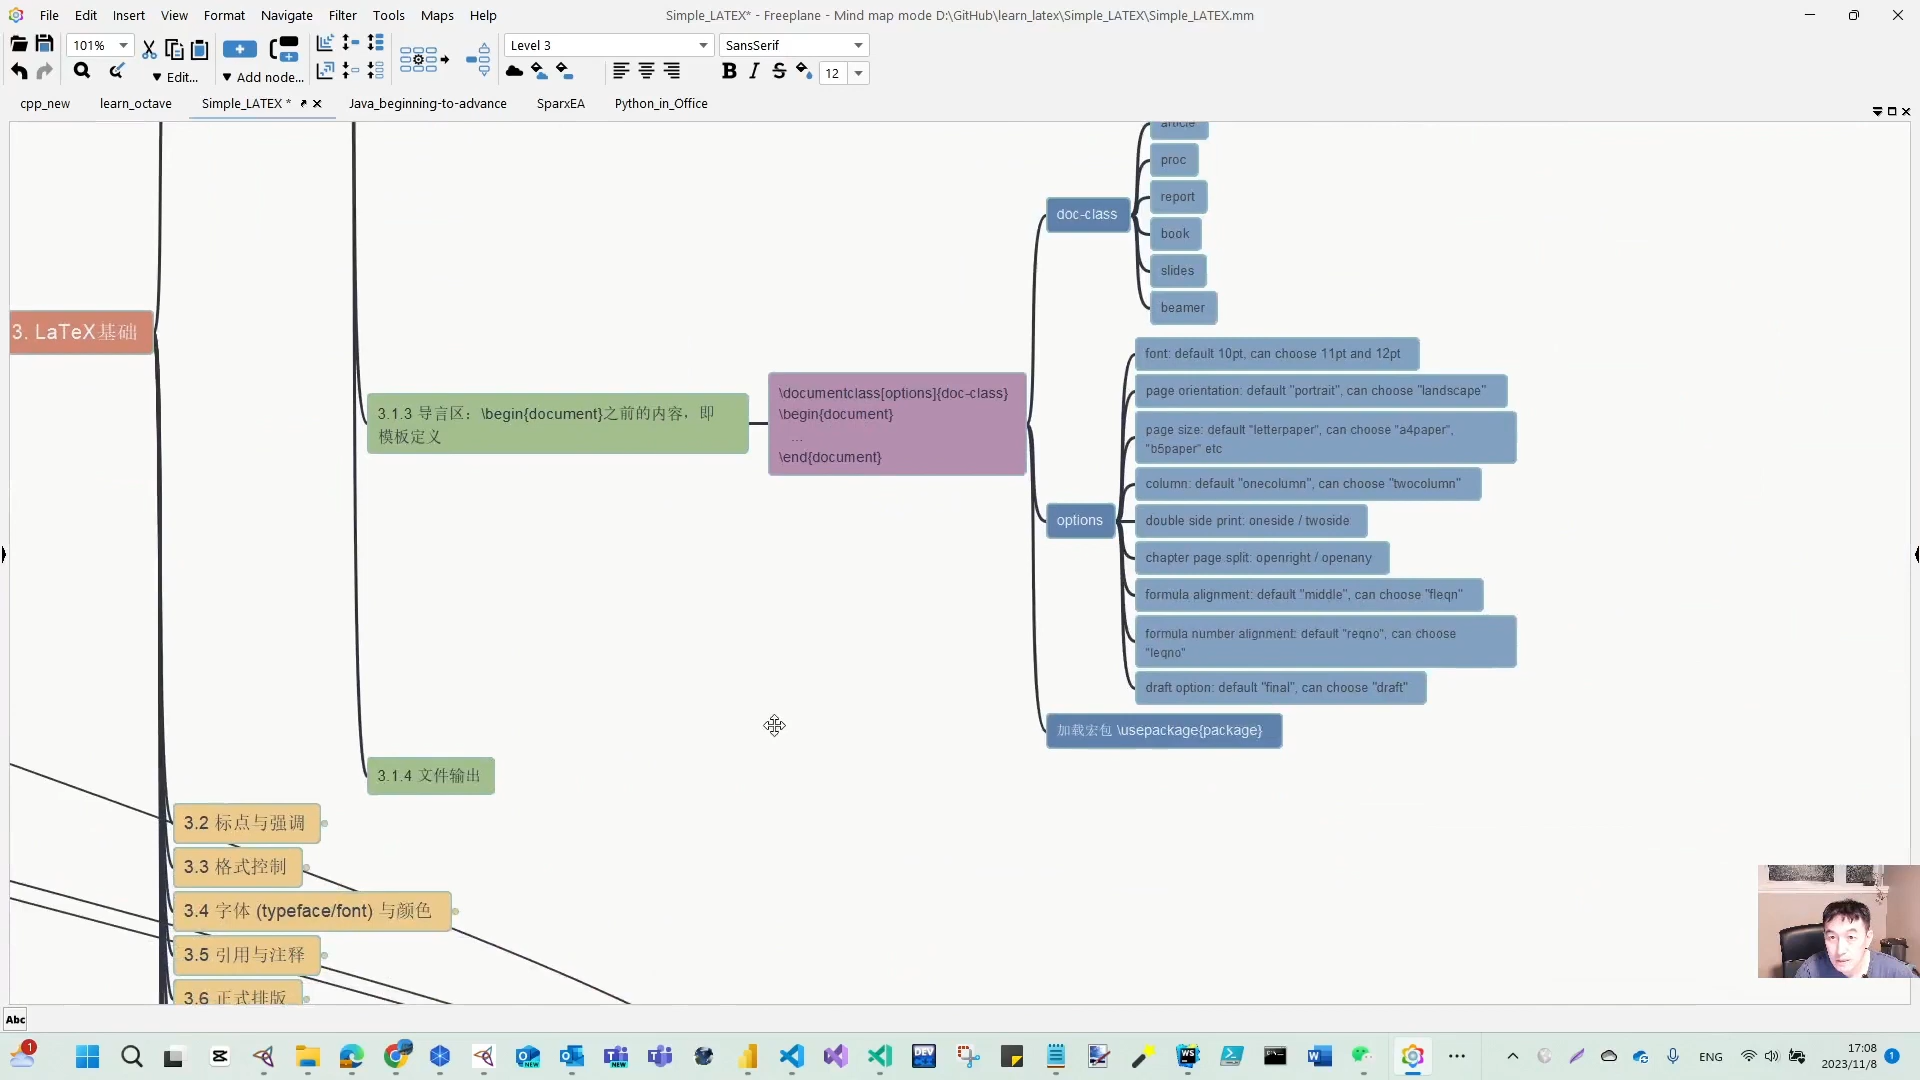 File Edit Insert View Format Navigate Filter Tools Maps Help
Simple_LATEX* - Freeplane - Mind map mode D:\GitHub\learn_latex\Simple_LATEX\Simple_LATEX.mm
101%
Level 3
SansSerif
Edit...
Add node...
B I S
12
cpp_new
learn_octave
Simple_LATEX *
Java_beginning-to-advance
SparxEA
Python_in_Office
article
proc
report
book
slides
beamer
doc-class
3. LaTeX基础
3.1.3 导言区：\begin{document}之前的内容，即
模板定义
\documentclass[options]{doc-class}
\begin{document}
...
\end{document}
font: default 10pt, can choose 11pt and 12pt
page orientation: default "portrait", can choose "landscape"
page size: default "letterpaper", can choose "a4paper",
"b5paper" etc
column: default "onecolumn", can choose "twocolumn"
options
double side print: oneside / twoside
chapter page split: openright / openany
formula alignment: default "middle", can choose "fleqn"
formula number alignment: default "reqno", can choose
"leqno"
draft option: default "final", can choose "draft"
加载宏包 \usepackage{package}
3.1.4 文件输出
3.2 标点与强调
3.3 格式控制
3.4 字体 (typeface/font) 与颜色
3.5 引用与注释
3.6 正式排版
Abc
1
NEW
NEW
DEV
WS
ENG
17:08
2023/11/8
1